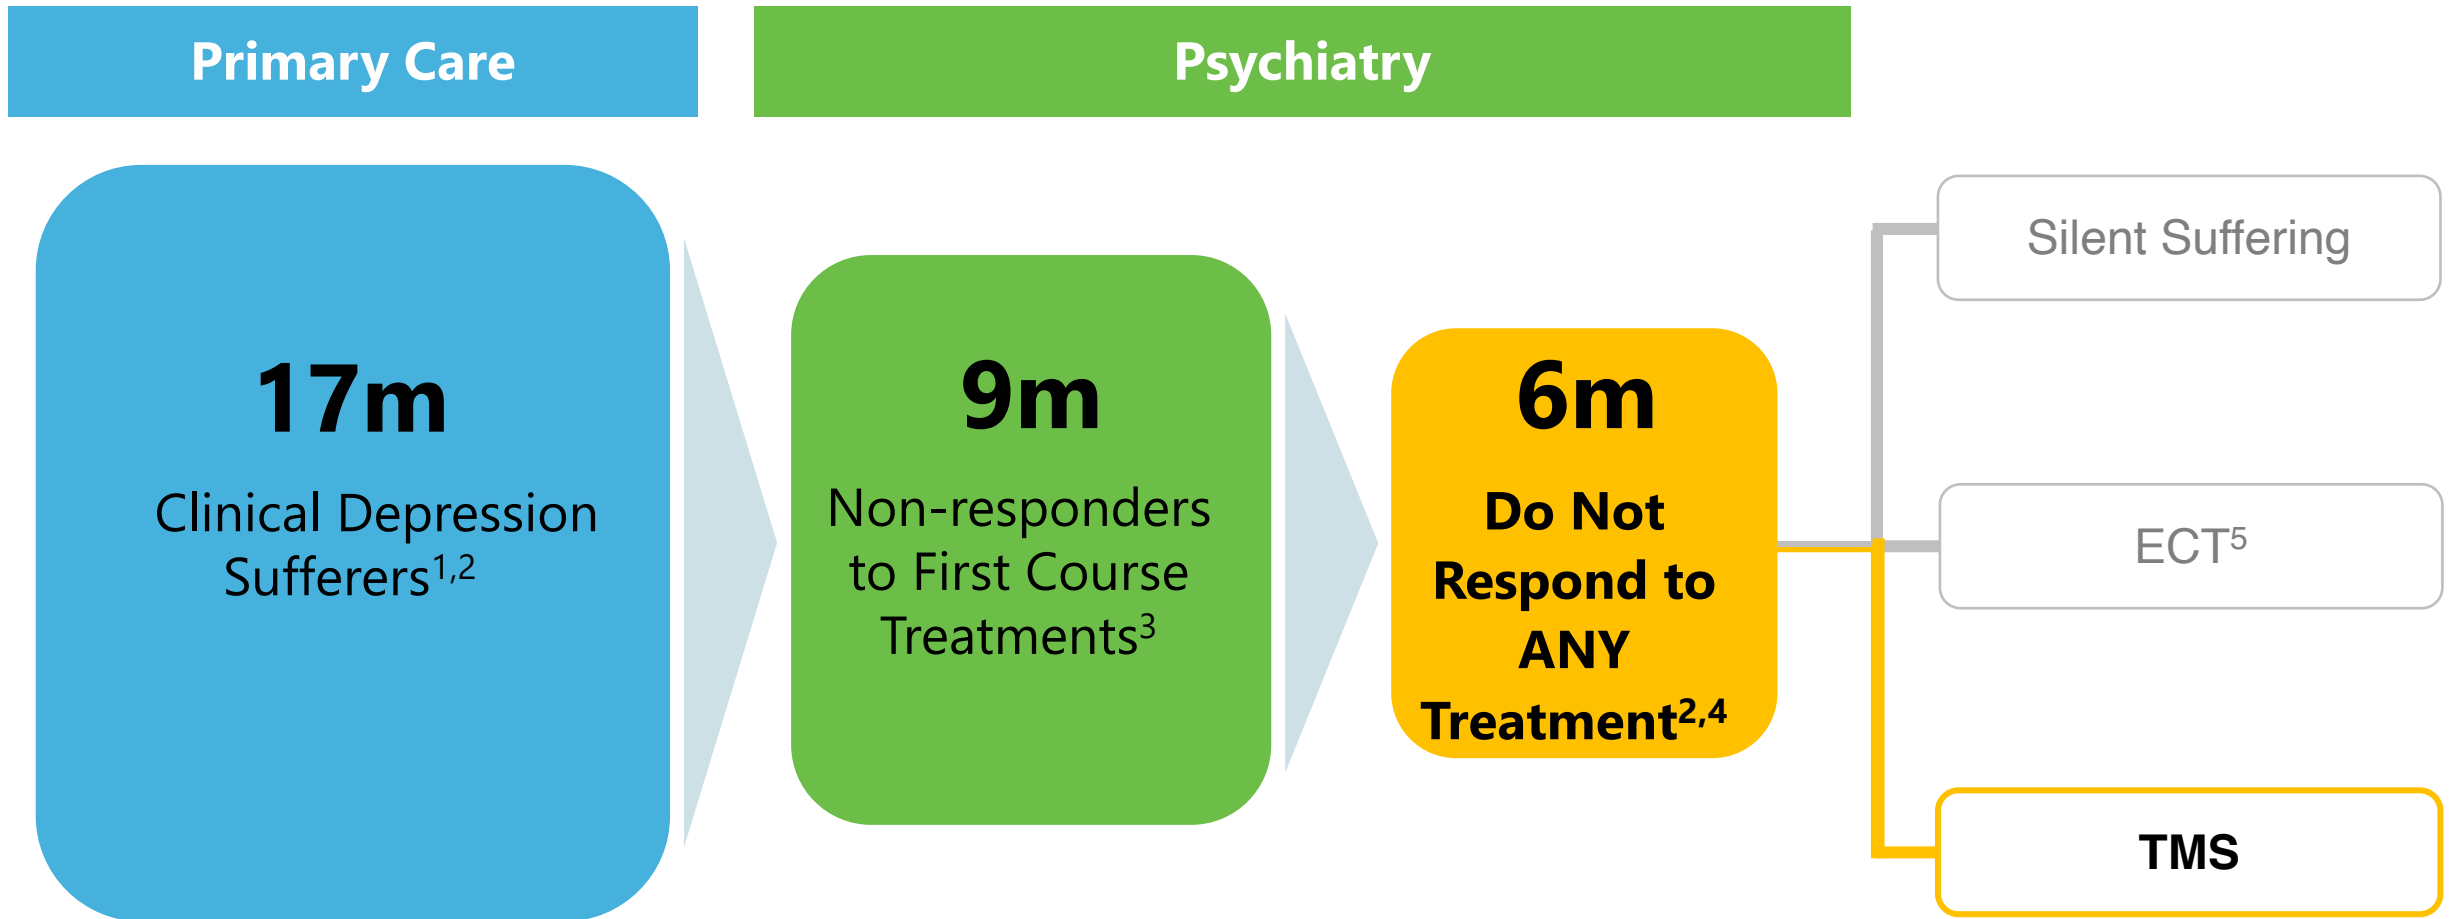 Primary Care
Psychiatry
17m
Clinical Depression
Sufferers1,2
9m
Non-responders
to First Course
Treatments3
6m
Do Not
Respond to
ANY
Treatment2,4
Silent Suffering
ECT5
TMS